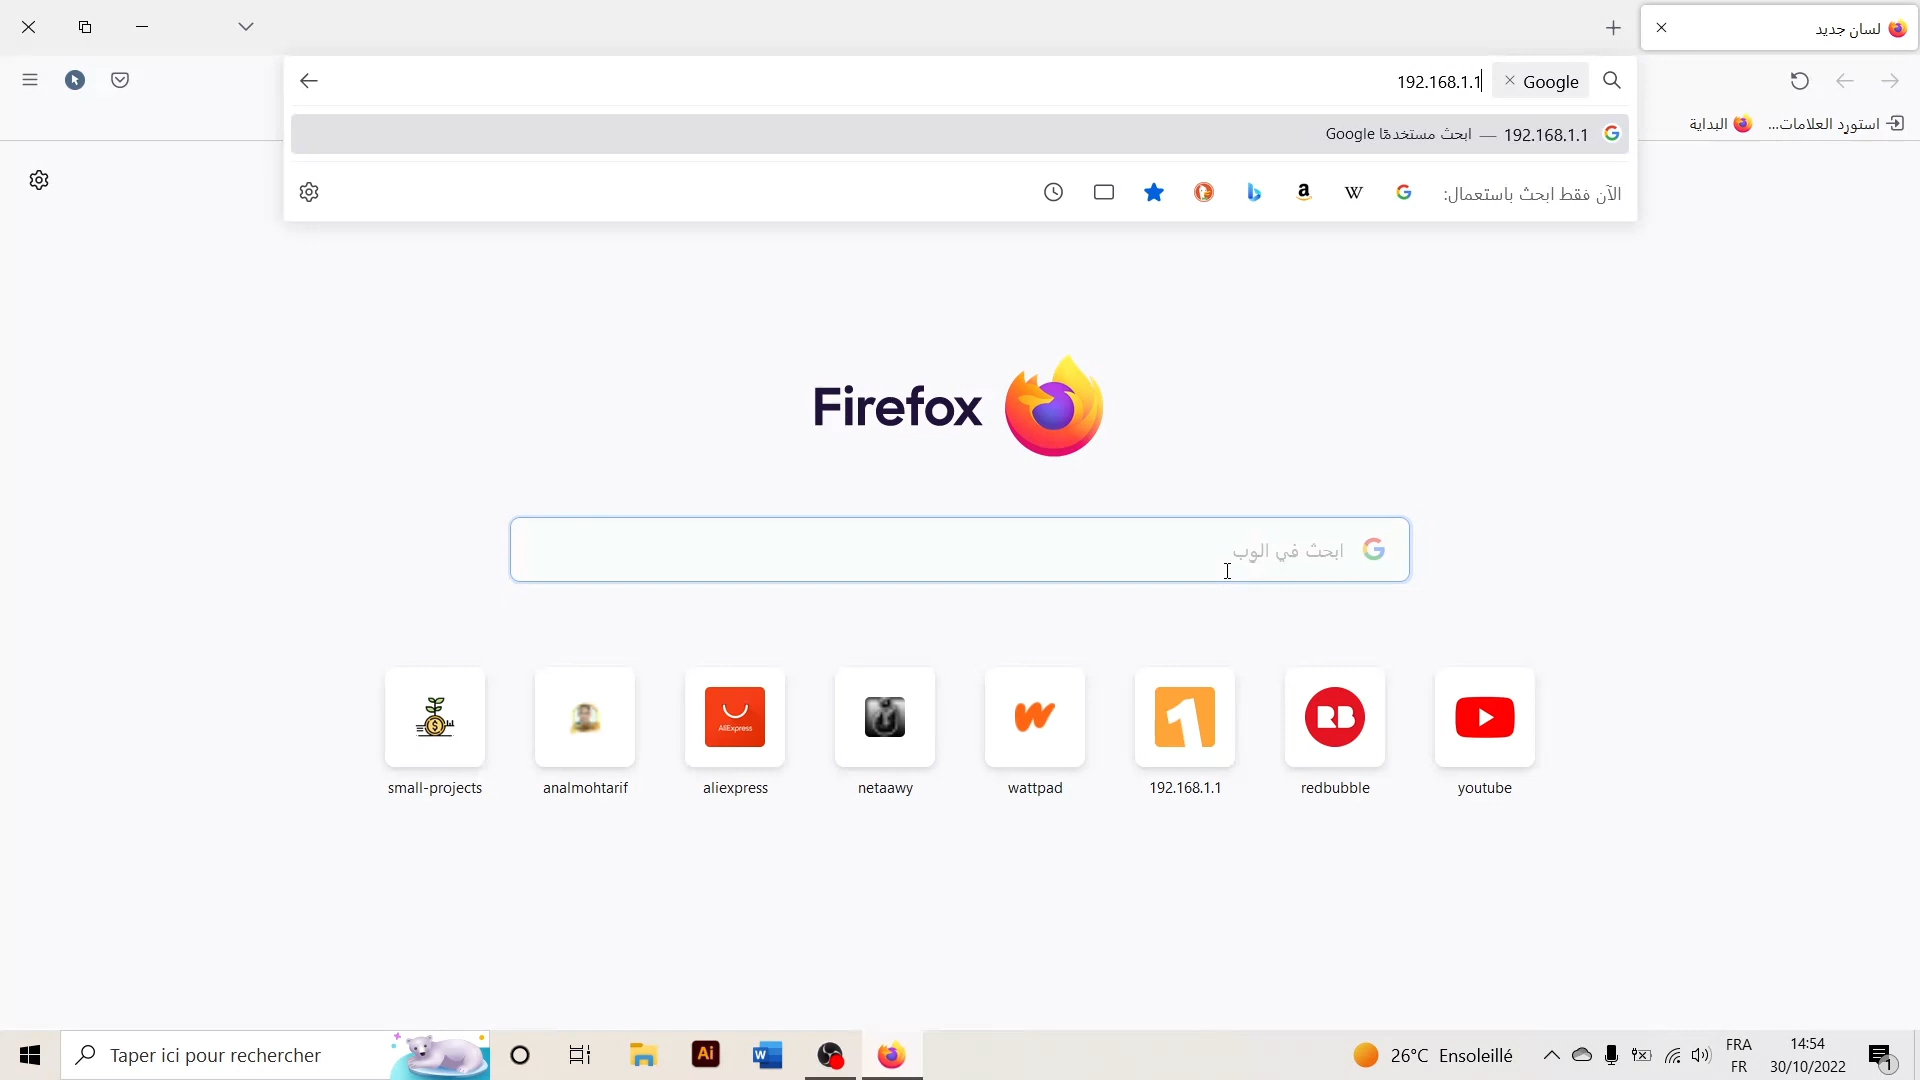 لسان جديد
Google
192.168.1.1
استورد العلامات...
البداية
192.168.1.1 — ابحث مستخدمًا Google
الآن فقط ابحث باستعمال:
Firefox
ابحث في الوب
AliExpress
small-projects
analmohtarif
aliexpress
netaawy
wattpad
192.168.1.1
redbubble
youtube
Taper ici pour rechercher
26°C Ensoleillé
FRA
FR
14:54
30/10/2022
1